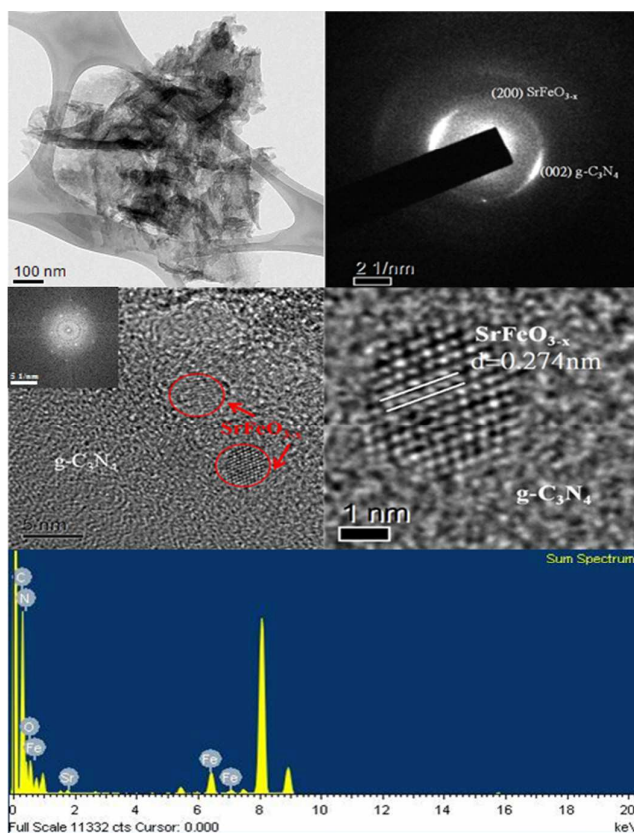 100 nm
(200) SrFeO3-x
(002) g-C3N4
2 1/nm
5 1/nm
SrFeO3-x
g-C3N4
5 nm
SrFeO3-x
d=0.274nm
g-C3N4
1 nm
Sum Spectrum
C
N
O
Fe
Sr
Fe
Fe
0 2 4 6 8 10 12 14 16 18 20
Full Scale 11332 cts Cursor: 0.000
keV